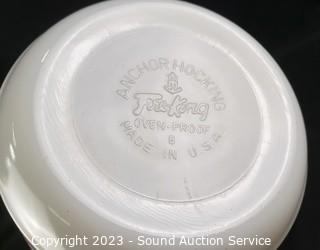 ANCHOR HOCKING
Fire-King
OVEN-PROOF
8
MADE IN U.S.A.
Copyright 2023 - Sound Auction Service